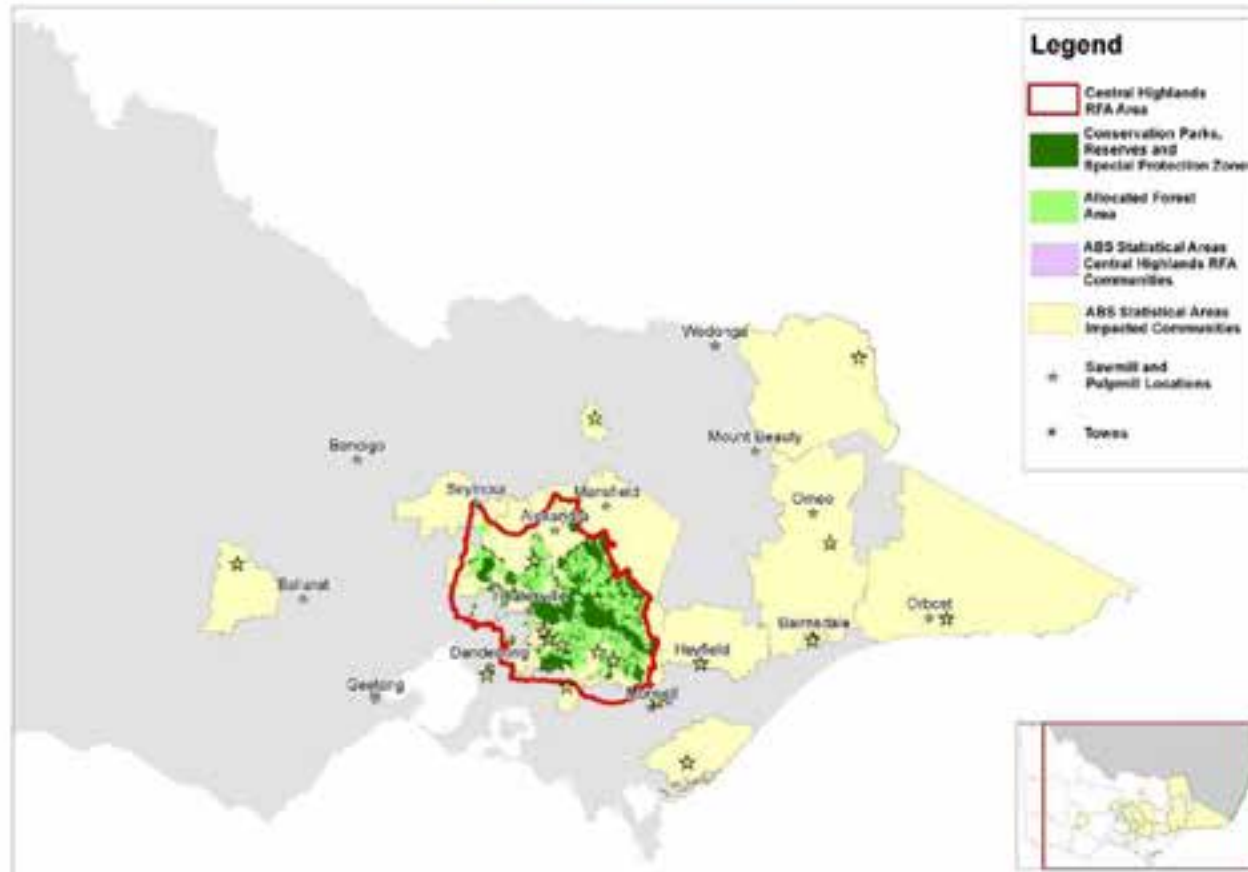 Legend
Central Highlands
RFA Area
Conservation Parks,
Reserves and
Special Protection Zone
Allocated Forest
Area
ABS Statistical Areas
Central Highlands RFA
Communities
ABS Statistical Areas
Impacted Communities
Sawmill and
Pulpmill Locations
Towns
Wodonga
Mount Beauty
Bendigo
Seymour
Mansfield
Alexandra
Omeo
Ballarat
Healesville
Orbost
Bairnsdale
Dandenong
Heyfield
Geelong
Morwell